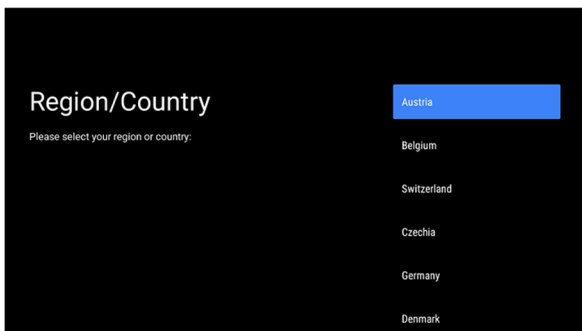 Region/Country
Please select your region or country:
Austria
Belgium
Switzerland
Czechia
Germany
Denmark